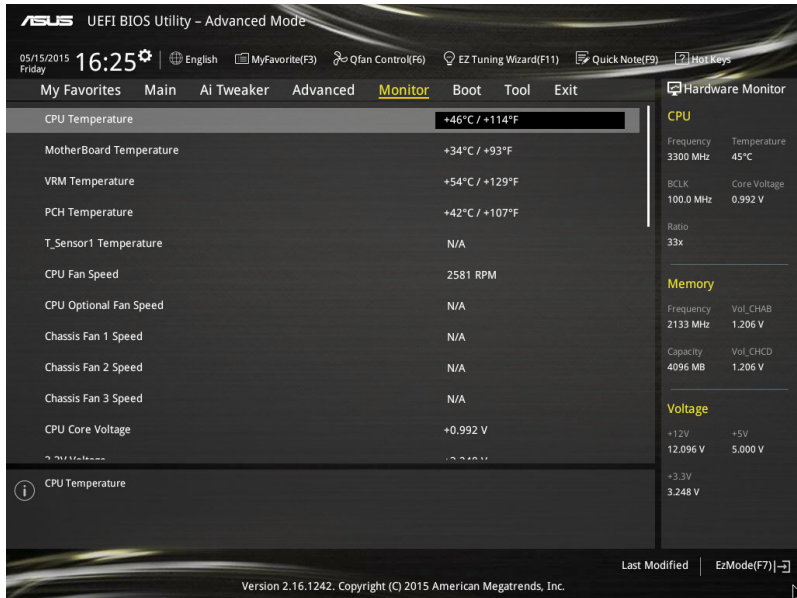 ASUS UEFI BIOS Utility – Advanced Mode
05/15/2015
Friday
16:25
English
MyFavorite(F3)
Qfan Control(F6)
EZ Tuning Wizard(F11)
Quick Note(F9)
? Hot Keys
My Favorites Main Ai Tweaker Advanced Monitor Boot Tool Exit
CPU Temperature +46°C / +114°F
MotherBoard Temperature +34°C / +93°F
VRM Temperature +54°C / +129°F
PCH Temperature +42°C / +107°F
T_Sensor1 Temperature N/A
CPU Fan Speed 2581 RPM
CPU Optional Fan Speed N/A
Chassis Fan 1 Speed N/A
Chassis Fan 2 Speed N/A
Chassis Fan 3 Speed N/A
CPU Core Voltage +0.992 V
3.3V Voltage +3.248 V
i CPU Temperature
Hardware Monitor
CPU
Frequency Temperature
3300 MHz 45°C
BCLK Core Voltage
100.0 MHz 0.992 V
Ratio
33x
Memory
Frequency Vol_CHAB
2133 MHz 1.206 V
Capacity Vol_CHCD
4096 MB 1.206 V
Voltage
+12V +5V
12.096 V 5.000 V
+3.3V
3.248 V
Last Modified
EzMode(F7)
Version 2.16.1242. Copyright (C) 2015 American Megatrends, Inc.